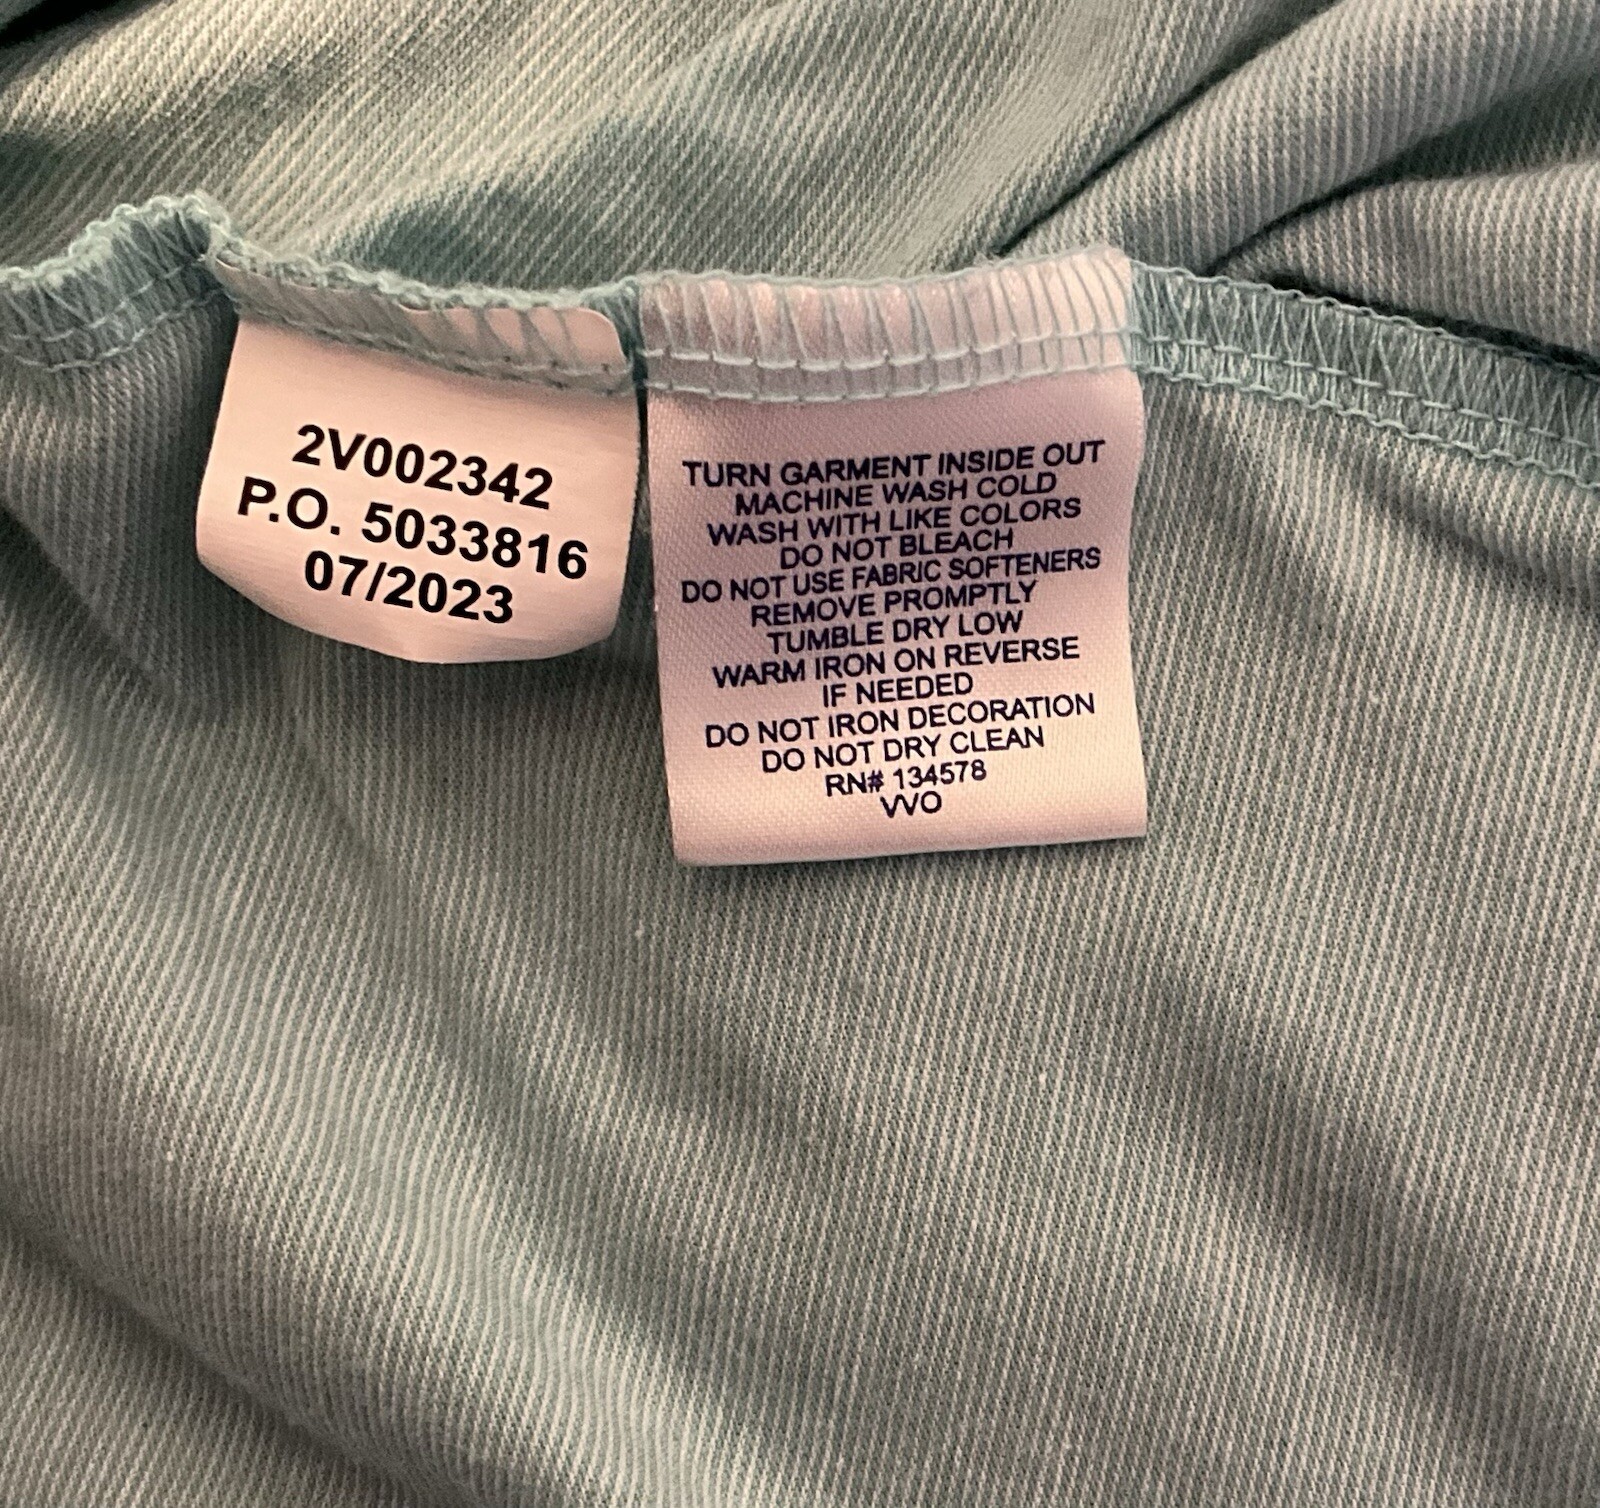 2V002342
P.O. 5033816
07/2023
TURN GARMENT INSIDE OUT
MACHINE WASH COLD
WASH WITH LIKE COLORS
DO NOT BLEACH
DO NOT USE FABRIC SOFTENERS
REMOVE PROMPTLY
TUMBLE DRY LOW
WARM IRON ON REVERSE
IF NEEDED
DO NOT IRON DECORATION
DO NOT DRY CLEAN
RN# 134578
VVO